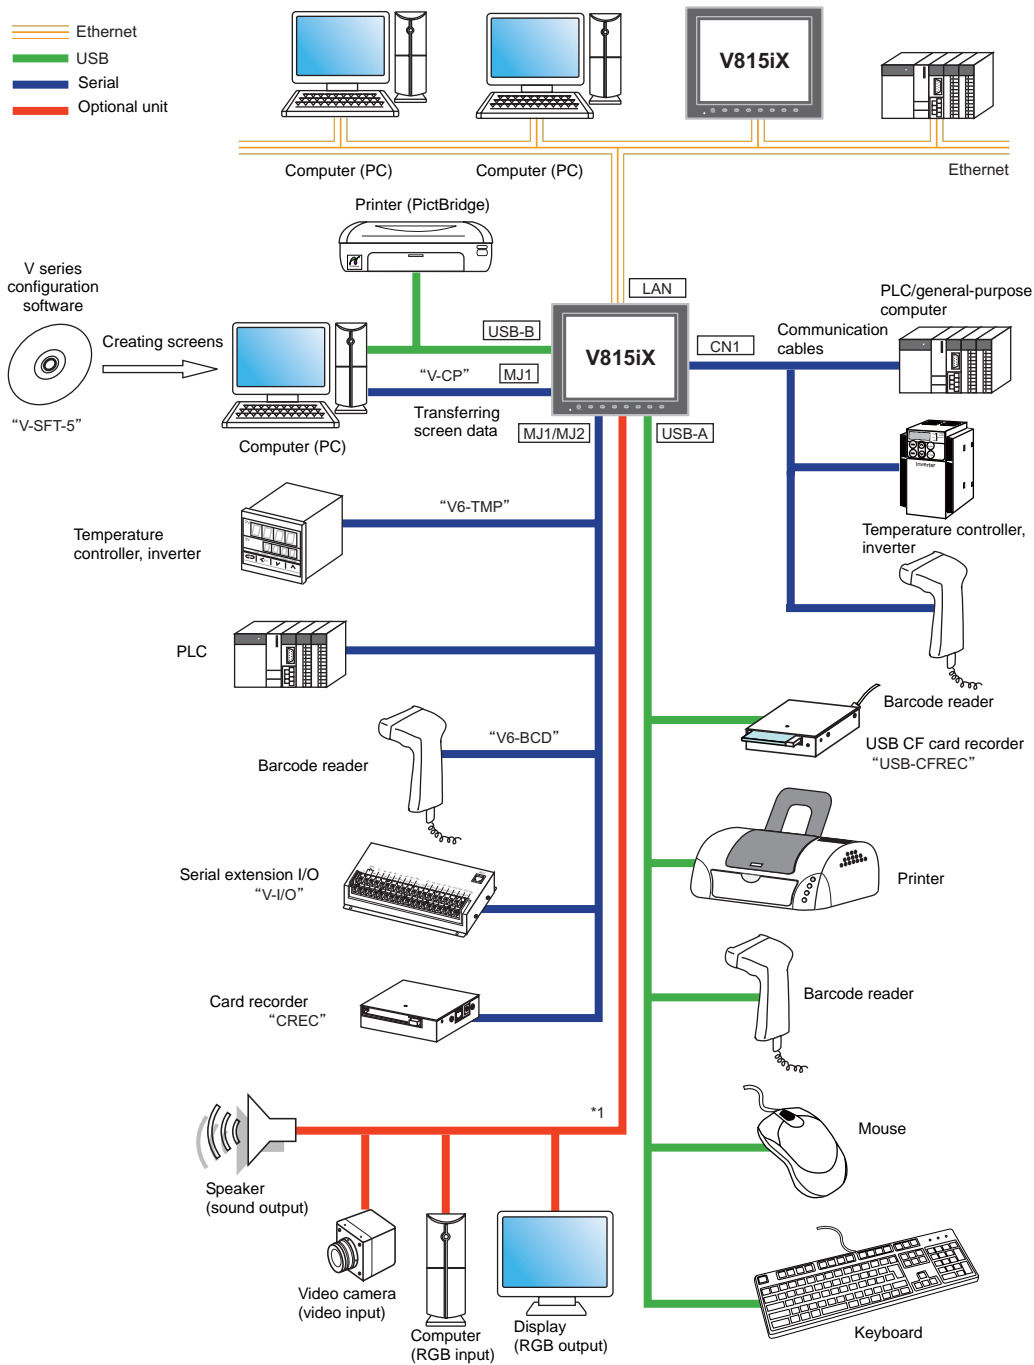 Ethernet
USB
Serial
Optional unit
V815iX
Computer (PC)
Computer (PC)
Ethernet
Printer (PictBridge)
V series
configuration
software
Creating screens
"V-SFT-5"
Computer (PC)
USB-B
"V-CP"
MJ1
Transferring
screen data
LAN
V815iX
CN1
Communication
cables
PLC/general-purpose
computer
MJ1/MJ2
USB-A
Inverter
Temperature controller,
inverter
Temperature
controller, inverter
"V6-TMP"
PLC
Barcode reader
USB CF card recorder
"USB-CFREC"
Barcode reader
"V6-BCD"
Serial extension I/O
"V-I/O"
Printer
Card recorder
"CREC"
Barcode reader
*1
Speaker
(sound output)
Mouse
Video camera
(video input)
Computer
(RGB input)
Display
(RGB output)
Keyboard